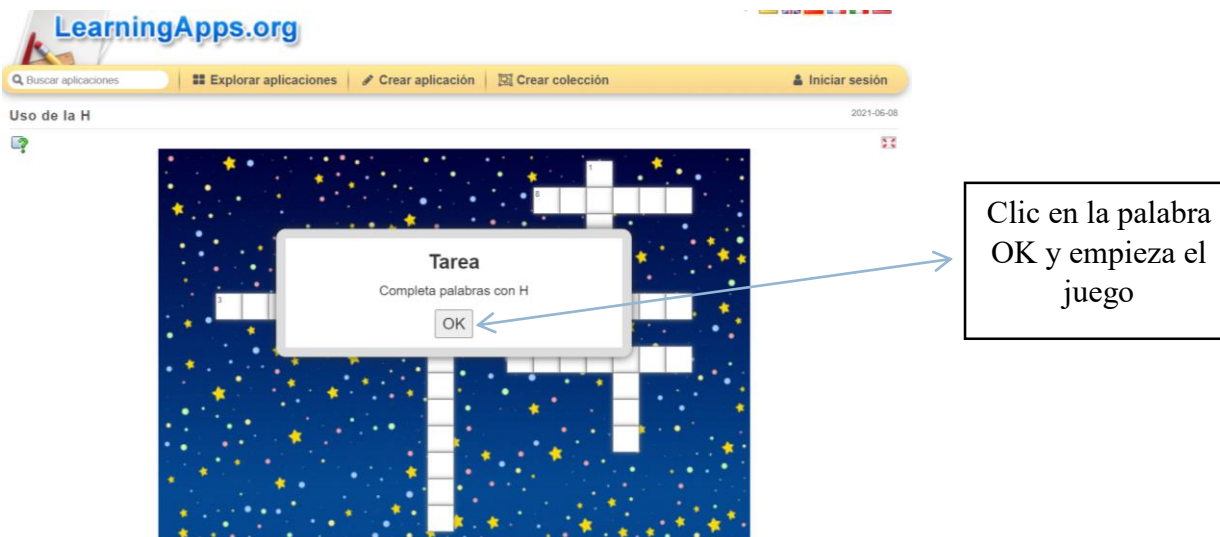 LearningApps.org
Buscar aplicaciones Explorar aplicaciones Crear aplicación Crear colección Iniciar sesión
Uso de la H 2021-06-08
1
3
Tarea
Completa palabras con H
OK
Clic en la palabra
OK y empieza el
juego